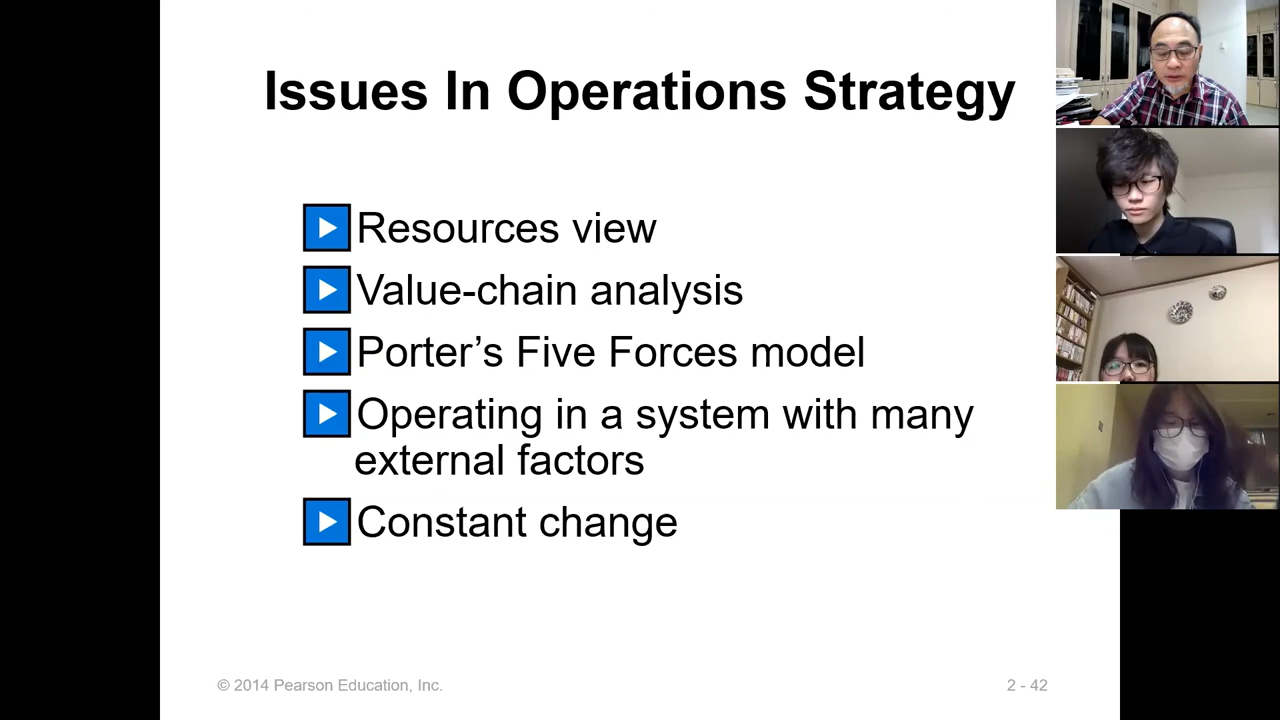 Issues In Operations Strategy
Resources view
Value-chain analysis
Porter’s Five Forces model
Operating in a system with many
external factors
Constant change
© 2014 Pearson Education, Inc.
2 - 42